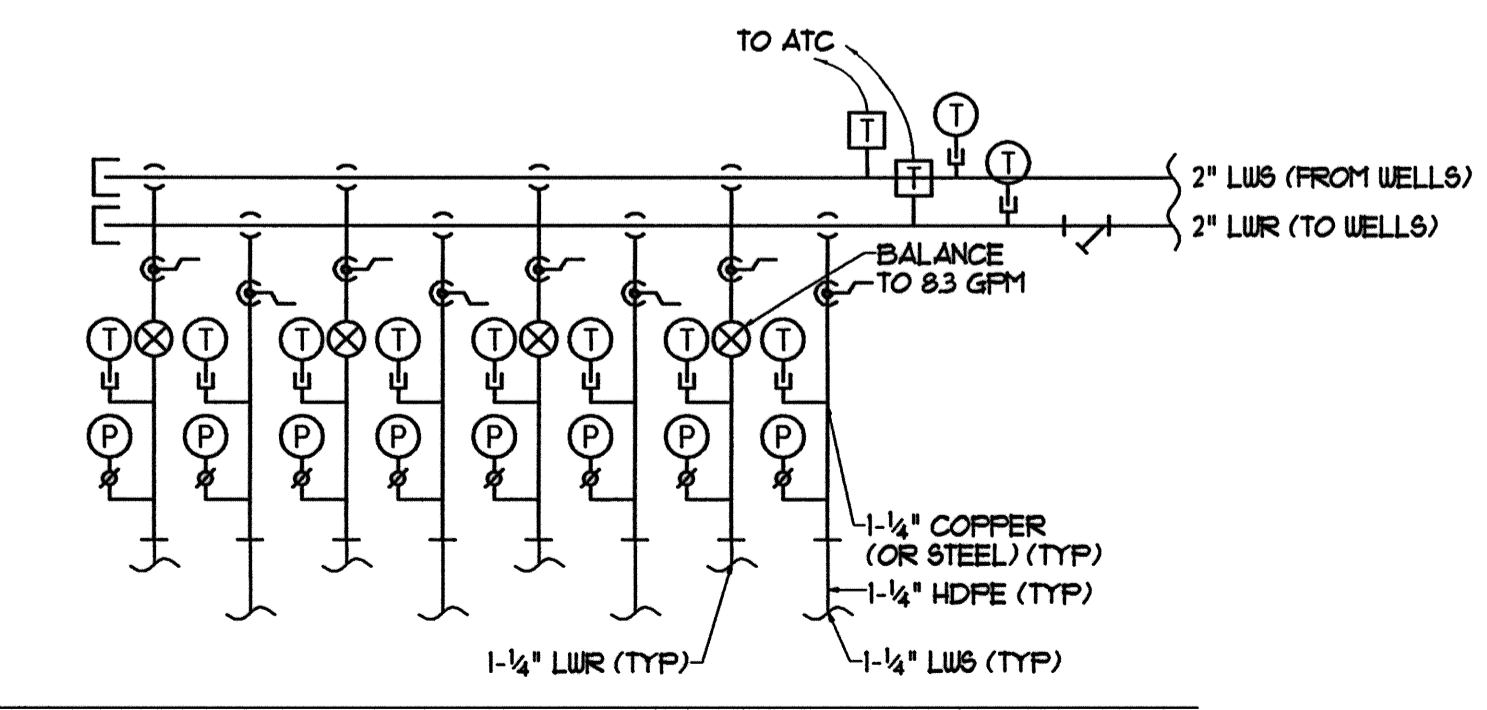 TO ATC
T
T
T
T
2" LWS (FROM WELLS)
2" LWR (TO WELLS)
BALANCE
TO 8.3 GPM
T T T T T T T T
P P P P P P P P
1-1/4" COPPER
(OR STEEL) (TYP)
1-1/4" HDPE (TYP)
1-1/4" LWR (TYP)
1-1/4" LWS (TYP)